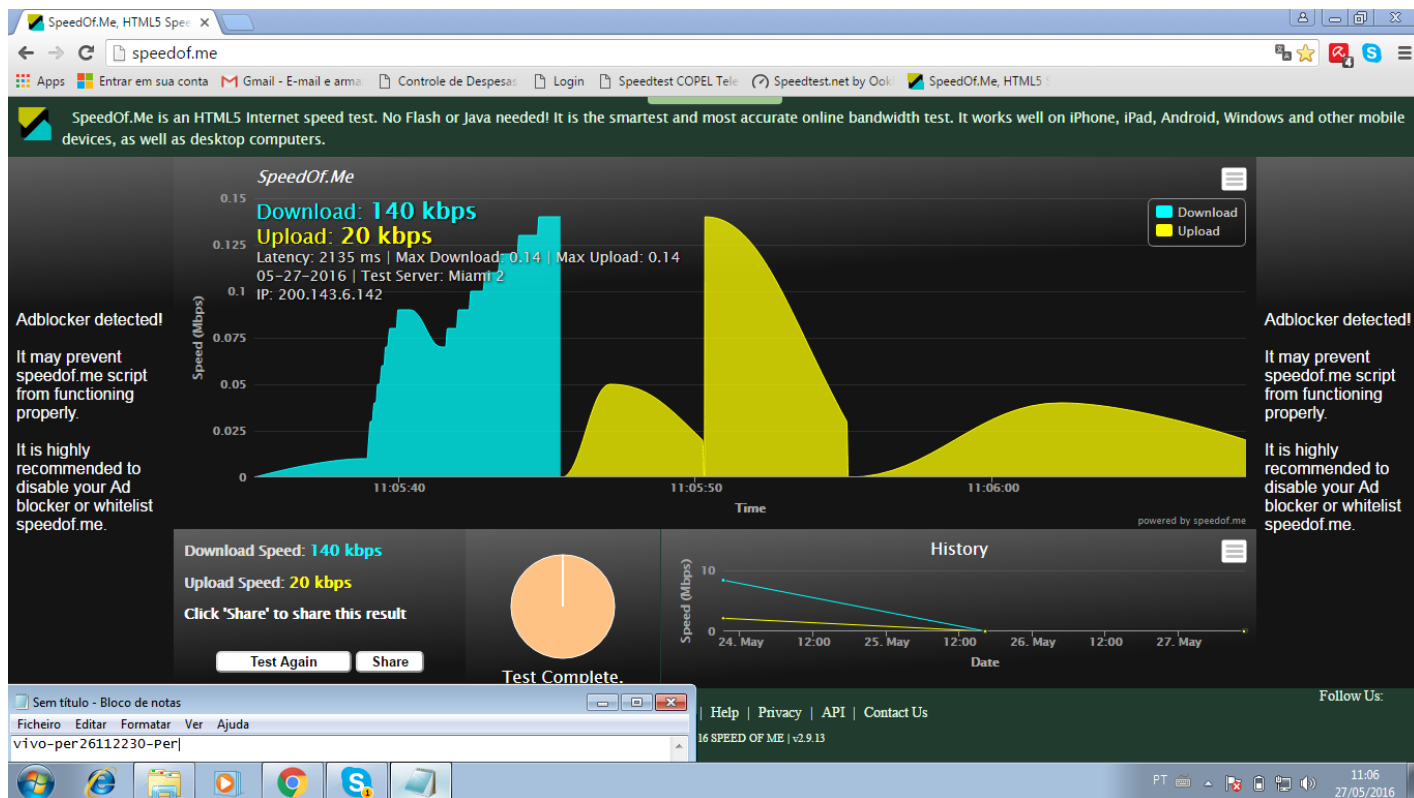 SpeedOf.Me, HTML5 Spee
speedof.me
Apps Entrar em sua conta Gmail - E-mail e arma Controle de Despesas Login Speedtest COPEL Tele Speedtest.net by Ookl SpeedOf.Me, HTML5 S
SpeedOf.Me is an HTML5 Internet speed test. No Flash or Java needed! It is the smartest and most accurate online bandwidth test. It works well on iPhone, iPad, Android, Windows and other mobile
devices, as well as desktop computers.
SpeedOf.Me
Download: 140 kbps
Upload: 20 kbps
Latency: 2135 ms | Max Download: 0.14 | Max Upload: 0.14
05-27-2016 | Test Server: Miami 2
IP: 200.143.6.142
Download
Upload
Speed (Mbps)
0.15
0.125
0.1
0.075
0.05
0.025
0
11:05:40 11:05:50 11:06:00
Time
powered by speedof.me
Adblocker detected!
It may prevent
speedof.me script
from functioning
properly.
It is highly
recommended to
disable your Ad
blocker or whitelist
speedof.me.
Adblocker detected!
It may prevent
speedof.me script
from functioning
properly.
It is highly
recommended to
disable your Ad
blocker or whitelist
speedof.me.
Download Speed: 140 kbps
Upload Speed: 20 kbps
Click 'Share' to share this result
Test Again Share
Test Complete.
History
Speed (Mbps)
10
0
24. May 12:00 25. May 12:00 26. May 12:00 27. May
Date
Follow Us:
| Help | Privacy | API | Contact Us
16 SPEED OF ME | v2.9.13
Sem título - Bloco de notas
Ficheiro Editar Formatar Ver Ajuda
vivo-per26112230-Per
PT 11:06
27/05/2016